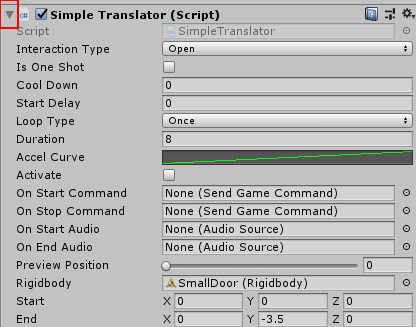 Simple Translator (Script)
Script SimpleTranslator
Interaction Type Open
Is One Shot
Cool Down 0
Start Delay 0
Loop Type Once
Duration 8
Accel Curve
Activate
On Start Command None (Send Game Command)
On Stop Command None (Send Game Command)
On Start Audio None (Audio Source)
On End Audio None (Audio Source)
Preview Position 0
Rigidbody SmallDoor (Rigidbody)
Start X 0 Y 0 Z 0
End X 0 Y -3.5 Z 0